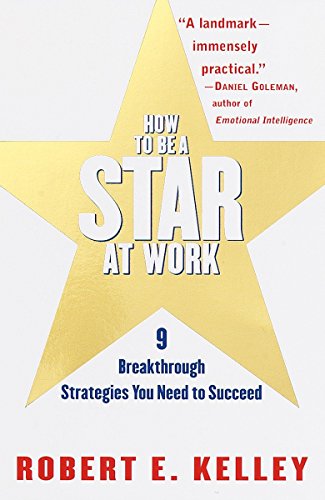 “A landmark—
immensely
practical.”
—DANIEL GOLEMAN,
author of
Emotional Intelligence
HOW
TO BE A
STAR
AT WORK
9
Breakthrough
Strategies You Need to Succeed
ROBERT E. KELLEY